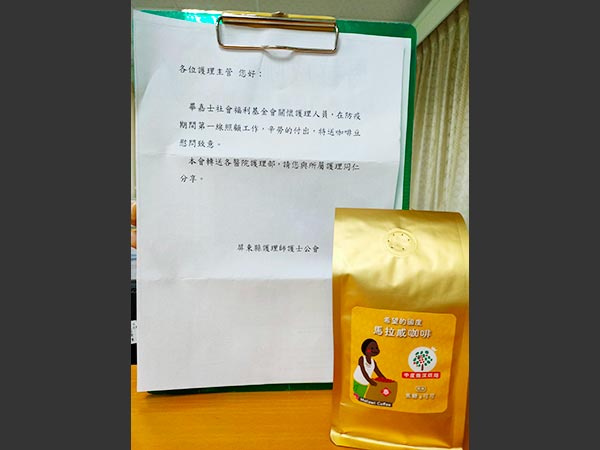 各位護理主管 您好：
畢嘉士社會福利基金會關懷護理人員，在防疫
期間第一線照顧工作，辛勞的付出，特送咖啡豆
慰問致意。
本會轉送各醫院護理部，請您與所屬護理同仁
分享。
屏東縣護理師護士公會
希望的國度
馬拉威咖啡
Malawi Coffee